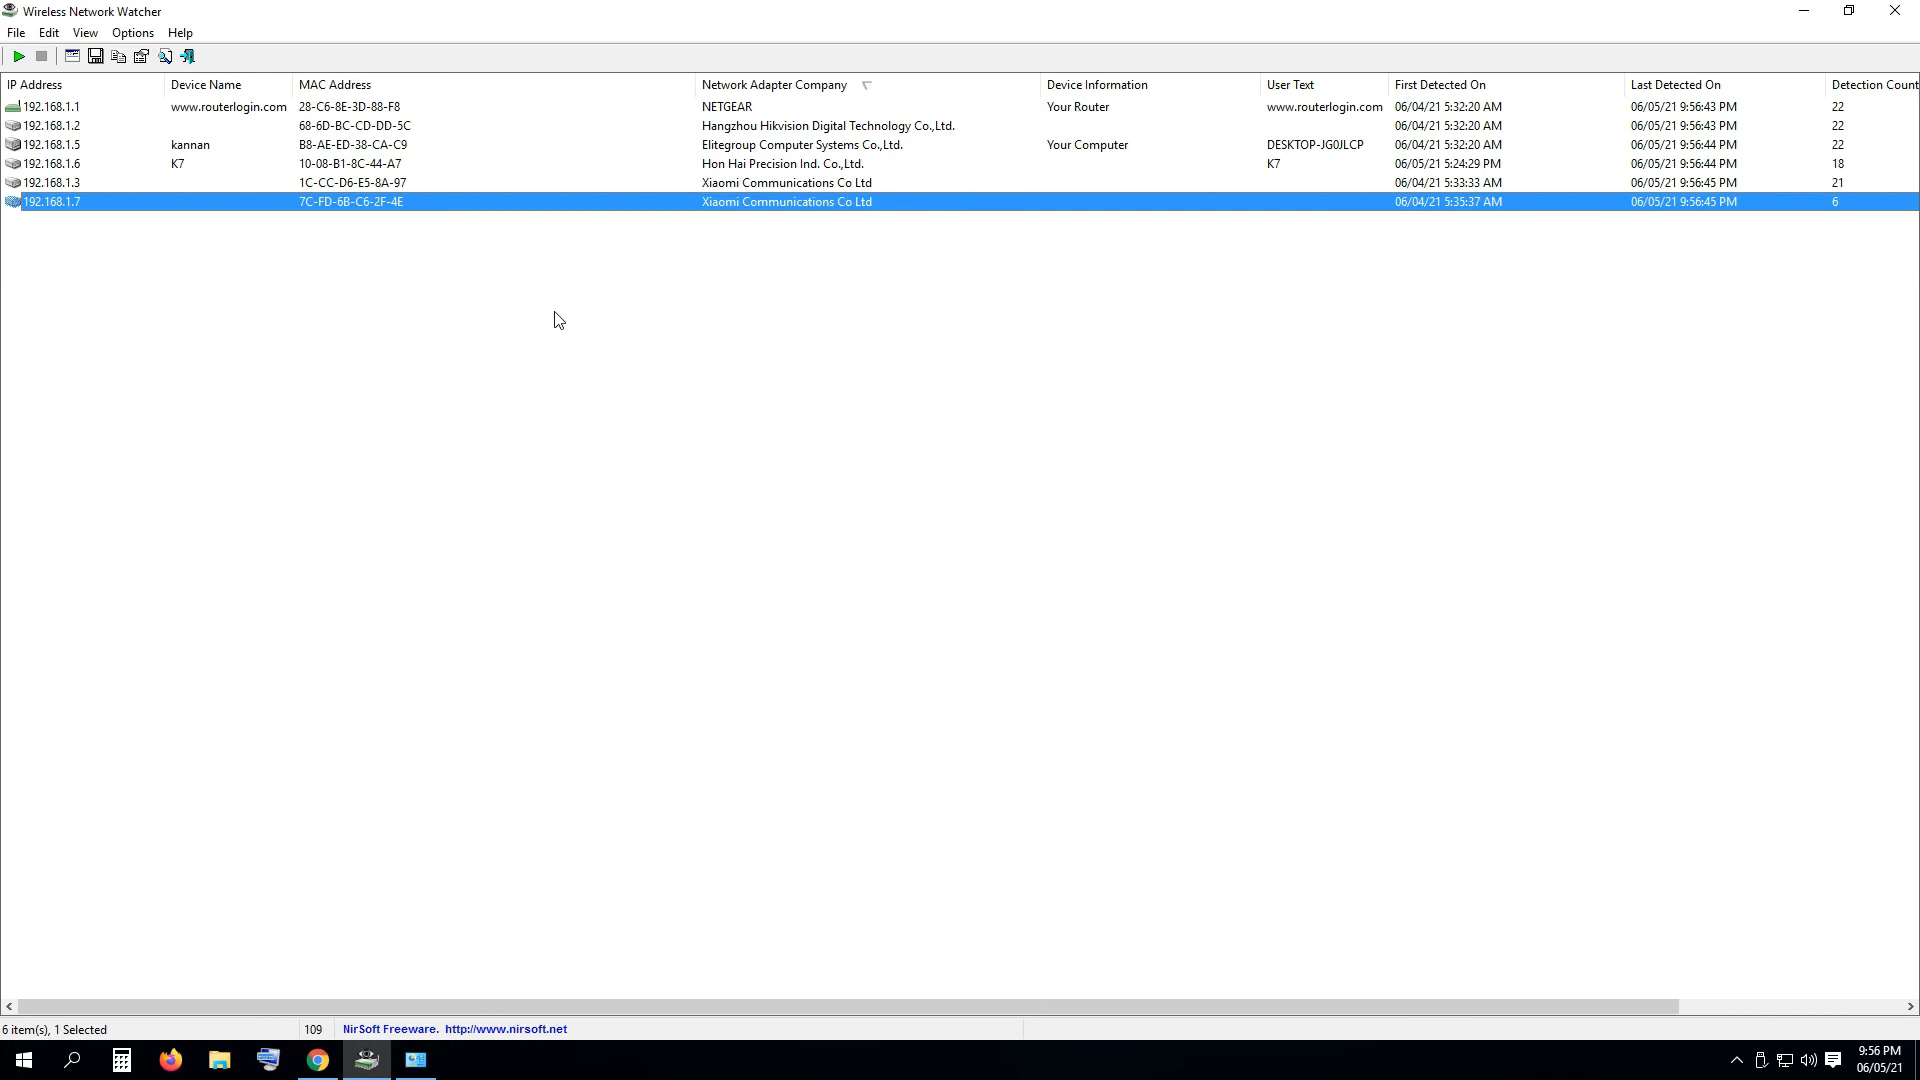 Wireless Network Watcher
File Edit View Options Help
IP Address Device Name MAC Address Network Adapter Company Device Information User Text First Detected On Last Detected On Detection Count
192.168.1.1 www.routerlogin.com 28-C6-8E-3D-88-F8 NETGEAR Your Router www.routerlogin.com 06/04/21 5:32:20 AM 06/05/21 9:56:43 PM 22
192.168.1.2 68-6D-BC-CD-DD-5C Hangzhou Hikvision Digital Technology Co.,Ltd. 06/04/21 5:32:20 AM 06/05/21 9:56:43 PM 22
192.168.1.5 kannan B8-AE-ED-38-CA-C9 Elitegroup Computer Systems Co.,Ltd. Your Computer DESKTOP-JG0JLCP 06/04/21 5:32:20 AM 06/05/21 9:56:44 PM 22
192.168.1.6 K7 10-08-B1-8C-44-A7 Hon Hai Precision Ind. Co.,Ltd. K7 06/05/21 5:24:29 PM 06/05/21 9:56:44 PM 18
192.168.1.3 1C-CC-D6-E5-8A-97 Xiaomi Communications Co Ltd 06/04/21 5:33:33 AM 06/05/21 9:56:45 PM 21
192.168.1.7 7C-FD-6B-C6-2F-4E Xiaomi Communications Co Ltd 06/04/21 5:35:37 AM 06/05/21 9:56:45 PM 6
6 item(s), 1 Selected 109 NirSoft Freeware. http://www.nirsoft.net
9:56 PM
06/05/21